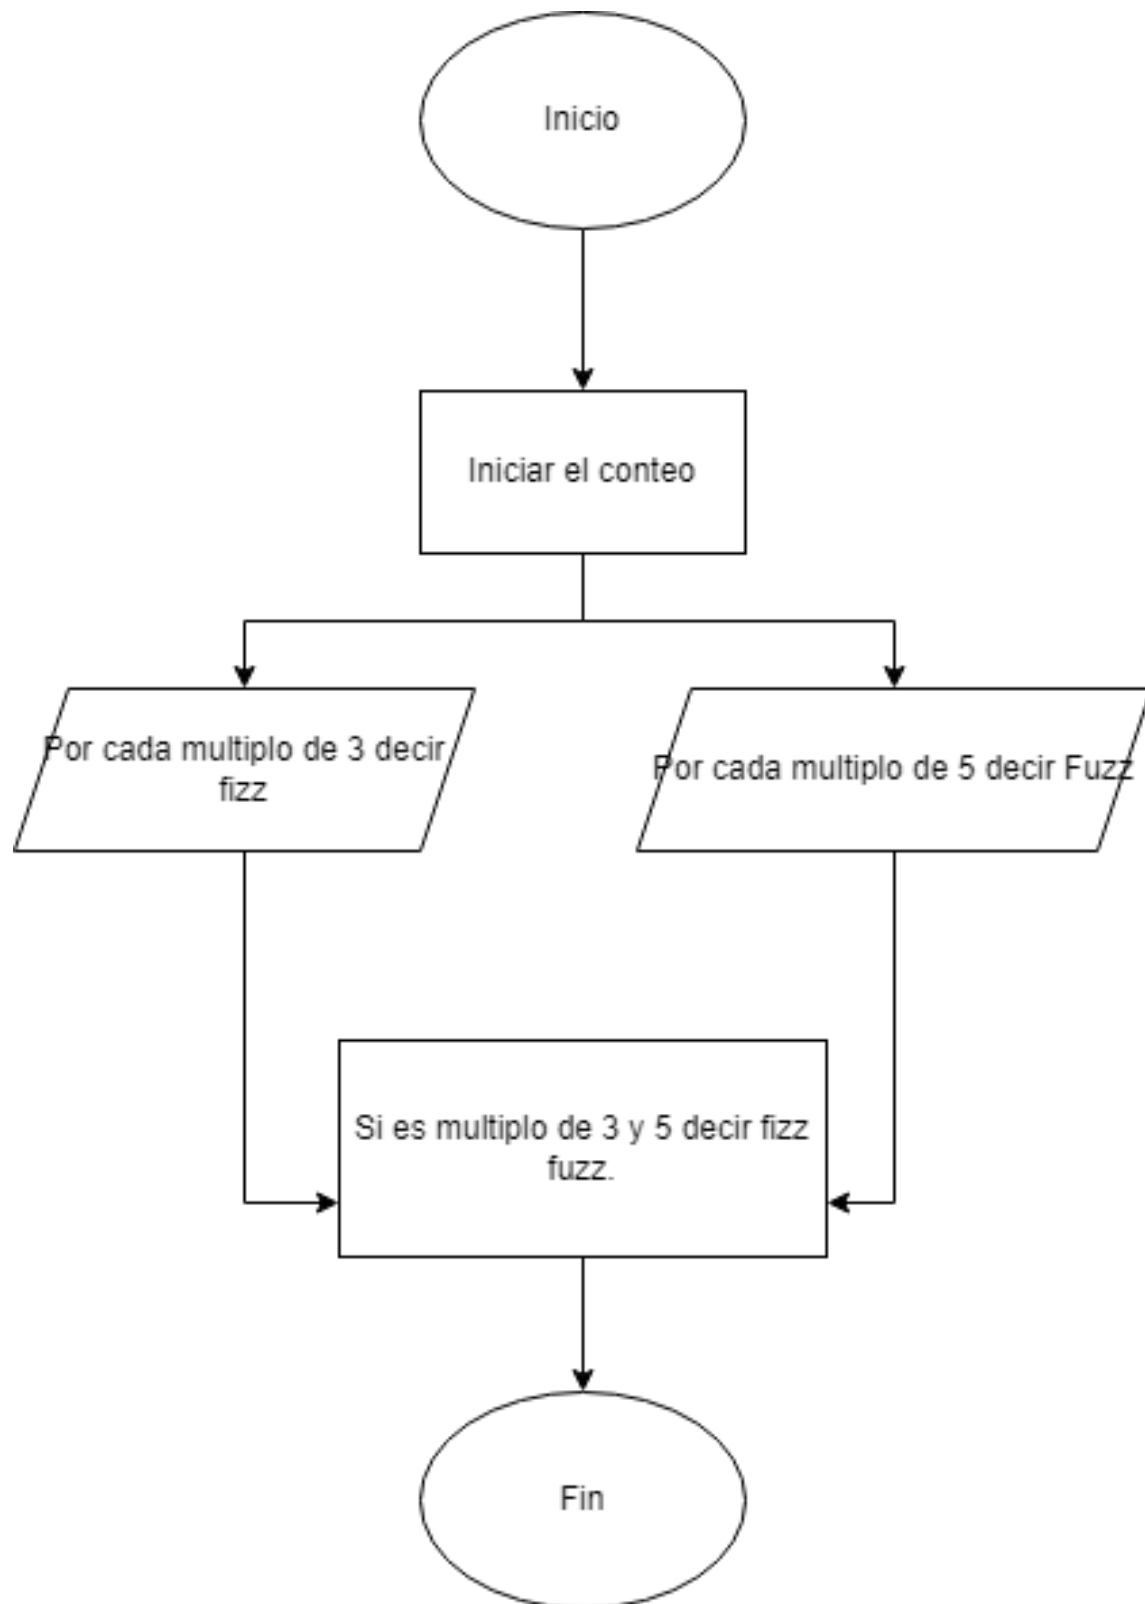 Inicio
Iniciar el conteo
Por cada multiplo de 3 decir
fizz
Por cada multiplo de 5 decir Fuzz
Si es multiplo de 3 y 5 decir fizz
fuzz.
Fin